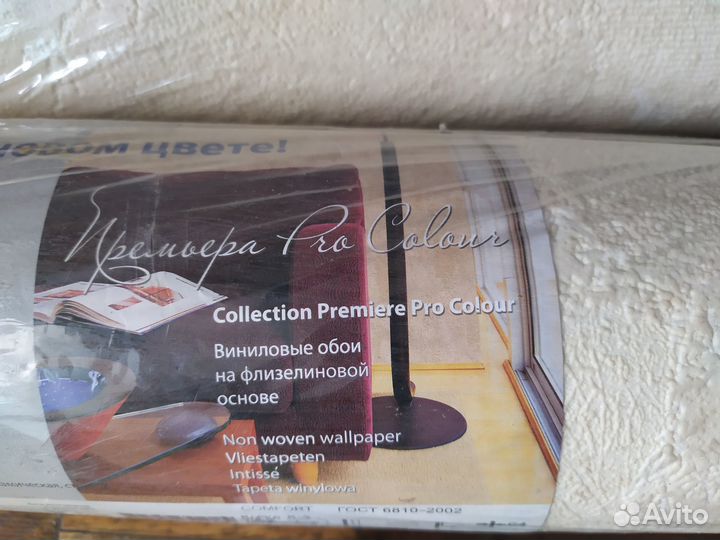 новом цвете!
Премьера Pro Colour
Collection Premiere Pro Colour
Виниловые обои
на флизелиновой
основе
Non woven wallpaper
Vliestapeten
Intissé
Tapeta winylowa
COMFORT ГОСТ 6810-2002
Avito